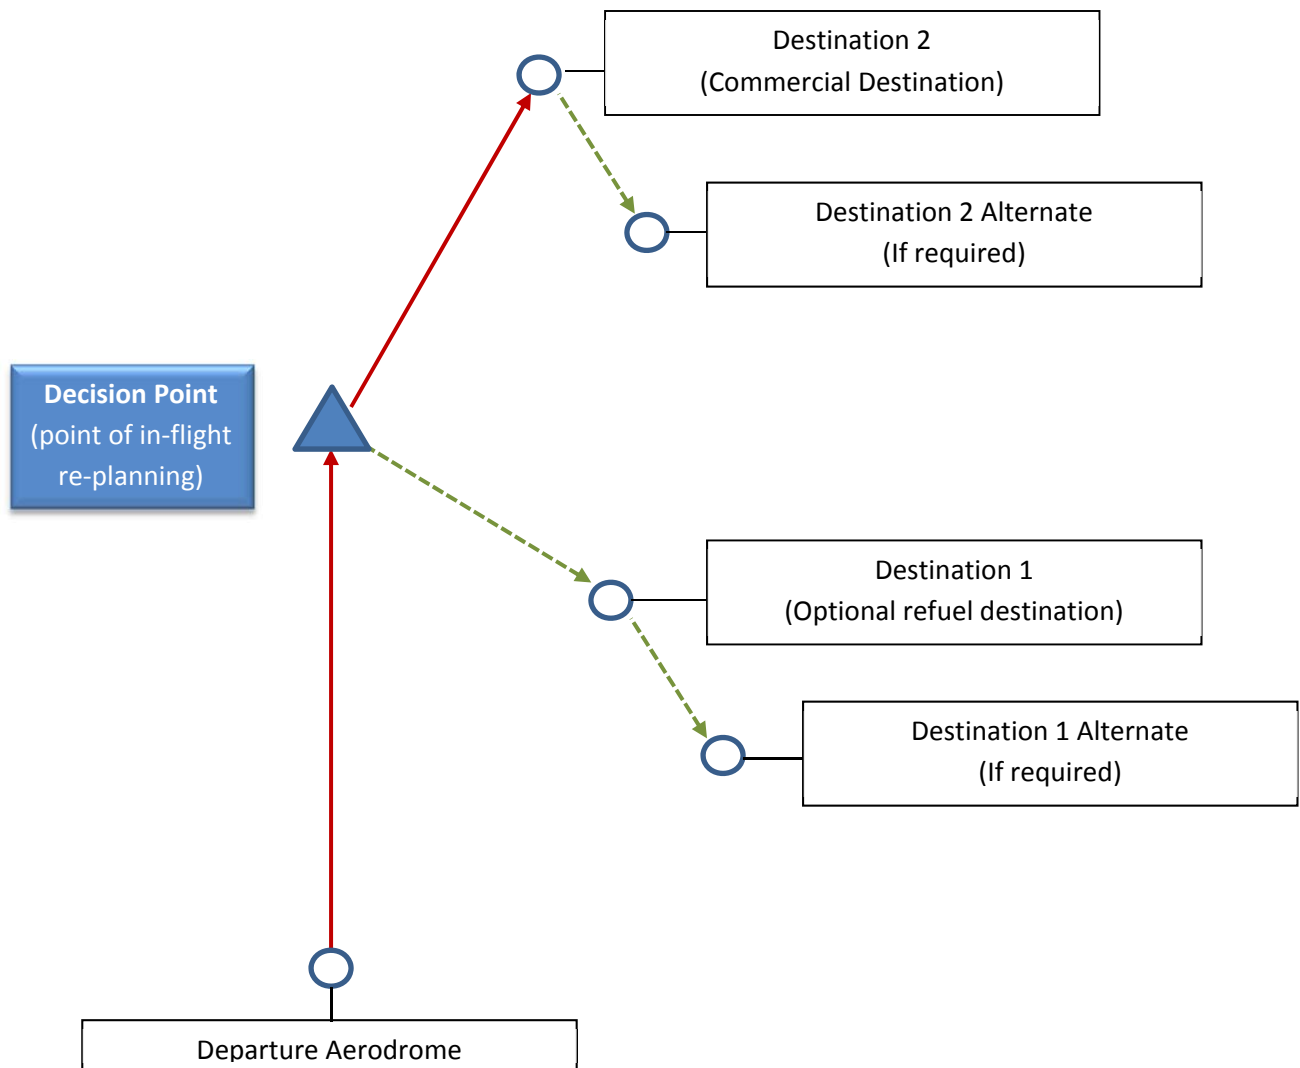 Destination 2
(Commercial Destination)
Destination 2 Alternate
(If required)
Decision Point
(point of in-flight
re-planning)
Destination 1
(Optional refuel destination)
Destination 1 Alternate
(If required)
Departure Aerodrome